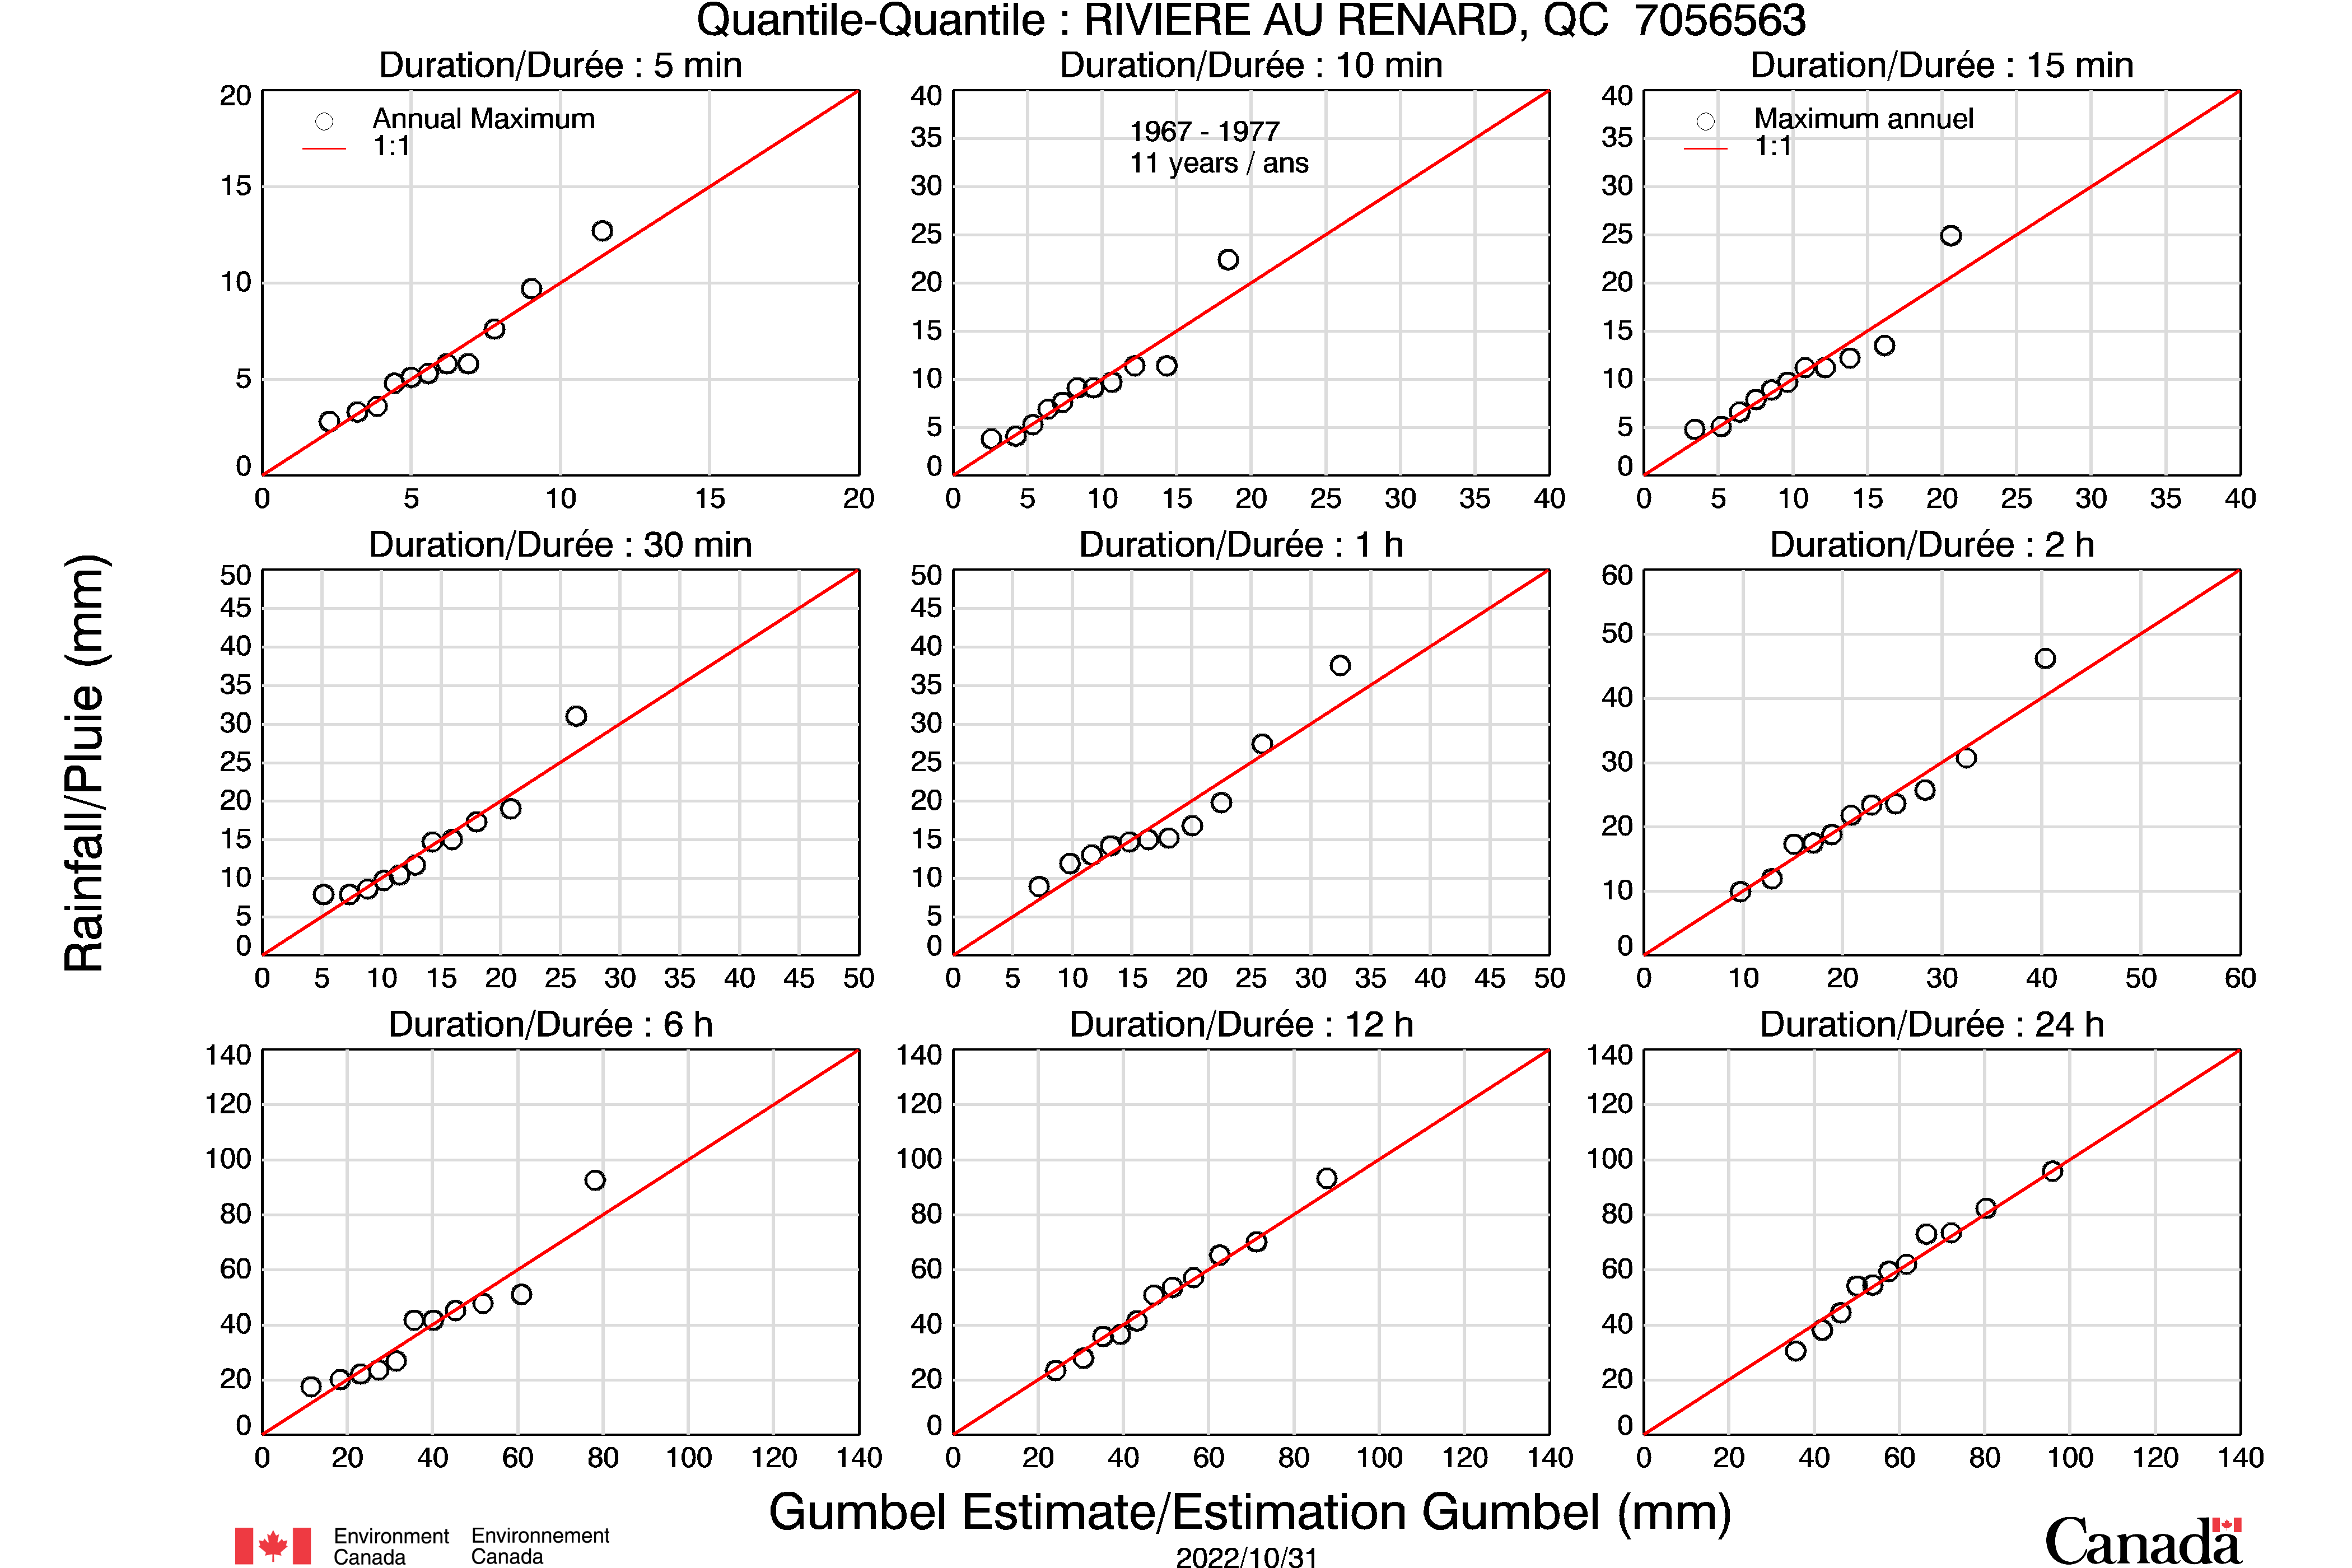 Quantile-Quantile : RIVIERE AU RENARD, QC 7056563
Duration/Durée : 5 min
Duration/Durée : 10 min
Duration/Durée : 15 min
20
15
10
5
0
0 5 10 15 20
Annual Maximum
1:1
40
35
30
25
20
15
10
5
0
0 5 10 15 20 25 30 35 40
1967 - 1977
11 years / ans
40
35
30
25
20
15
10
5
0
0 5 10 15 20 25 30 35 40
Maximum annuel
1:1
Rainfall/Pluie (mm)
Duration/Durée : 30 min
Duration/Durée : 1 h
Duration/Durée : 2 h
50
45
40
35
30
25
20
15
10
5
0
0 5 10 15 20 25 30 35 40 45 50
50
45
40
35
30
25
20
15
10
5
0
0 5 10 15 20 25 30 35 40 45 50
60
50
40
30
20
10
0
0 10 20 30 40 50 60
Duration/Durée : 6 h
Duration/Durée : 12 h
Duration/Durée : 24 h
140
120
100
80
60
40
20
0
0 20 40 60 80 100 120 140
140
120
100
80
60
40
20
0
0 20 40 60 80 100 120 140
140
120
100
80
60
40
20
0
0 20 40 60 80 100 120 140
Gumbel Estimate/Estimation Gumbel (mm)
Environment Canada
Environnement Canada
2022/10/31
Canada